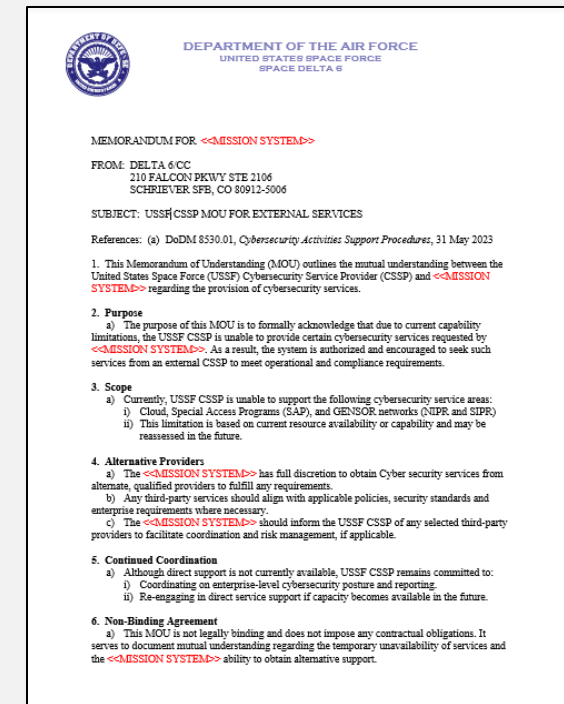 DEPARTMENT OF THE AIR FORCE
UNITED STATES SPACE FORCE
SPACE DELTA 6
MEMORANDUM FOR <<MISSION SYSTEM>>
FROM: DELTA 6/CC
210 FALCON PKWY STE 2106
SCHRIEVER SFB, CO 80912-5006
SUBJECT: USSF CSSP MOU FOR EXTERNAL SERVICES
References: (a) DoDM 8530.01, Cybersecurity Activities Support Procedures, 31 May 2023
1. This Memorandum of Understanding (MOU) outlines the mutual understanding between the
United States Space Force (USSF) Cybersecurity Service Provider (CSSP) and <<MISSION
SYSTEM>> regarding the provision of cybersecurity services.
2. Purpose
a) The purpose of this MOU is to formally acknowledge that due to current capability
limitations, the USSF CSSP is unable to provide certain cybersecurity services requested by
<<MISSION SYSTEM>>. As a result, the system is authorized and encouraged to seek such
services from an external CSSP to meet operational and compliance requirements.
3. Scope
a) Currently, USSF CSSP is unable to support the following cybersecurity service areas:
i) Cloud, Special Access Programs (SAP), and GENSOR networks (NIPR and SIPR)
ii) This limitation is based on current resource availability or capability and may be
reassessed in the future.
4. Alternative Providers
a) The <<MISSION SYSTEM>> has full discretion to obtain Cyber security services from
alternate, qualified providers to fulfill any requirements.
b) Any third-party services should align with applicable policies, security standards and
enterprise requirements where necessary.
c) The <<MISSION SYSTEM>> should inform the USSF CSSP of any selected third-party
providers to facilitate coordination and risk management, if applicable.
5. Continued Coordination
a) Although direct support is not currently available, USSF CSSP remains committed to:
i) Coordinating on enterprise-level cybersecurity posture and reporting.
ii) Re-engaging in direct service support if capacity becomes available in the future.
6. Non-Binding Agreement
a) This MOU is not legally binding and does not impose any contractual obligations. It
serves to document mutual understanding regarding the temporary unavailability of services and
the <<MISSION SYSTEM>> ability to obtain alternative support.